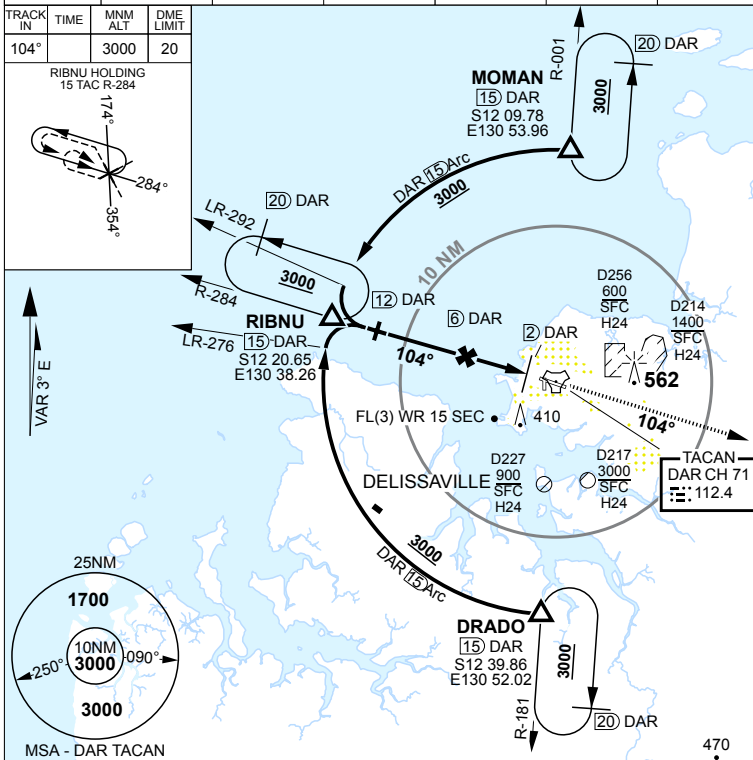 TRACK IN TIME MNM ALT DME LIMIT
104° 3000 20
RIBNU HOLDING
15 TAC R-284
174°
284°
354°
R-001
20 DAR
MOMAN
15 DAR
S12 09.78
E130 53.96
3000
DAR 15 Arc
3000
LR-292
20 DAR
3000
R-284
RIBNU
15 DAR
S12 20.65
E130 38.26
LR-276
12 DAR
6 DAR
2 DAR
104°
10 NM
D256
600
SFC
H24
D214
1400
SFC
H24
562
VAR 3° E
FL(3) WR 15 SEC
410
104°
TACAN
DAR CH 71
112.4
DELISSAVILLE
D227
900
SFC
H24
D217
3000
SFC
H24
3000
DAR 15 Arc
25NM
1700
10NM
3000
250°
090°
3000
MSA - DAR TACAN
DRADO
15 DAR
S12 39.86
E130 52.02
3000
R-181
20 DAR
470